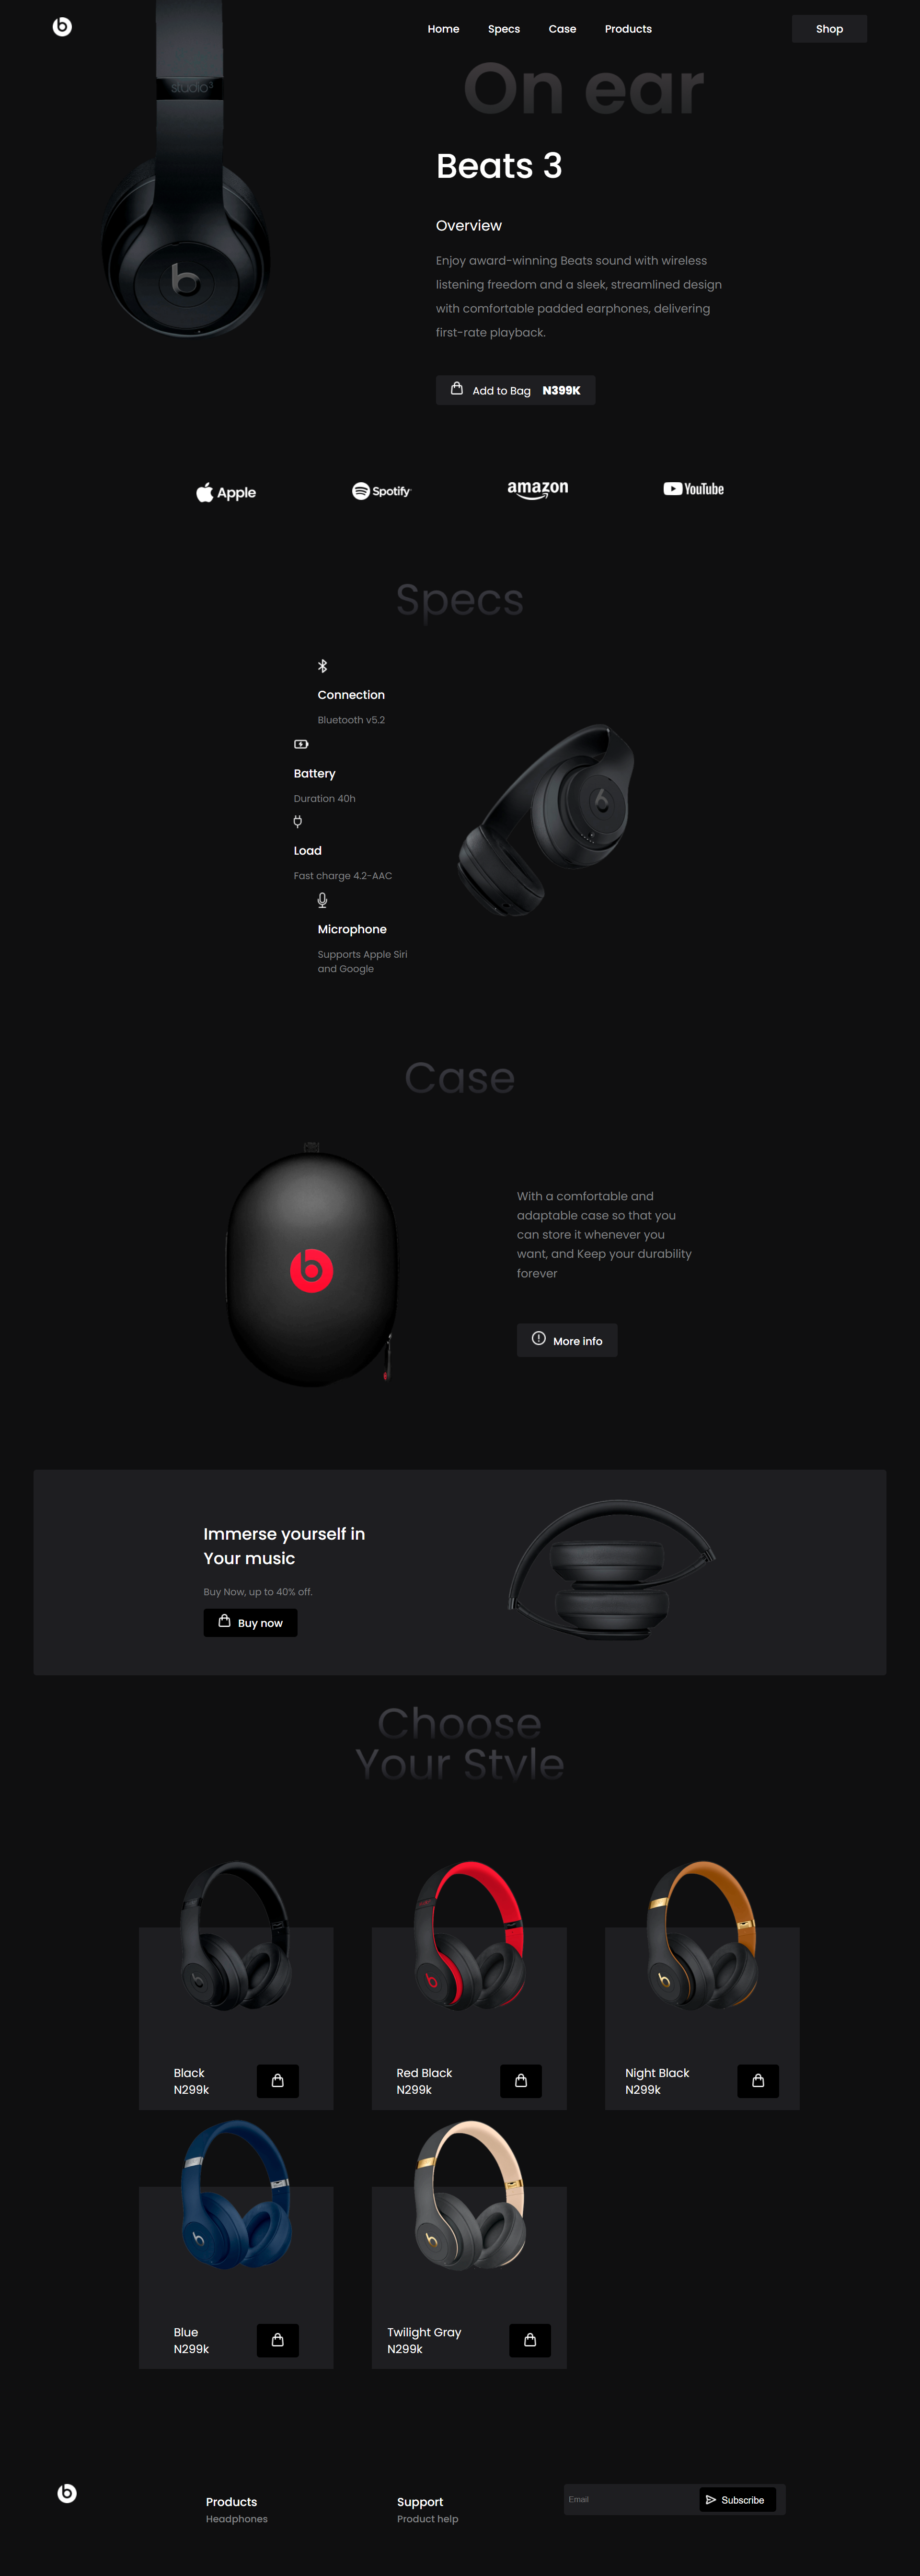 Home Specs Case Products Shop
studio3
On ear
Beats 3
Overview
Enjoy award-winning Beats sound with wireless
listening freedom and a sleek, streamlined design
with comfortable padded earphones, delivering
first-rate playback.
Add to Bag N399K
Apple Spotify amazon YouTube
Specs
Connection
Bluetooth v5.2
Battery
Duration 40h
Load
Fast charge 4.2-AAC
Microphone
Supports Apple Siri
and Google
Case
With a comfortable and
adaptable case so that you
can store it whenever you
want, and Keep your durability
forever
More info
Immerse yourself in
Your music
Buy Now, up to 40% off.
Buy now
Choose
Your Style
Black
N299k
Red Black
N299k
Night Black
N299k
Blue
N299k
Twilight Gray
N299k
Products
Headphones
Support
Product help
Email
Subscribe